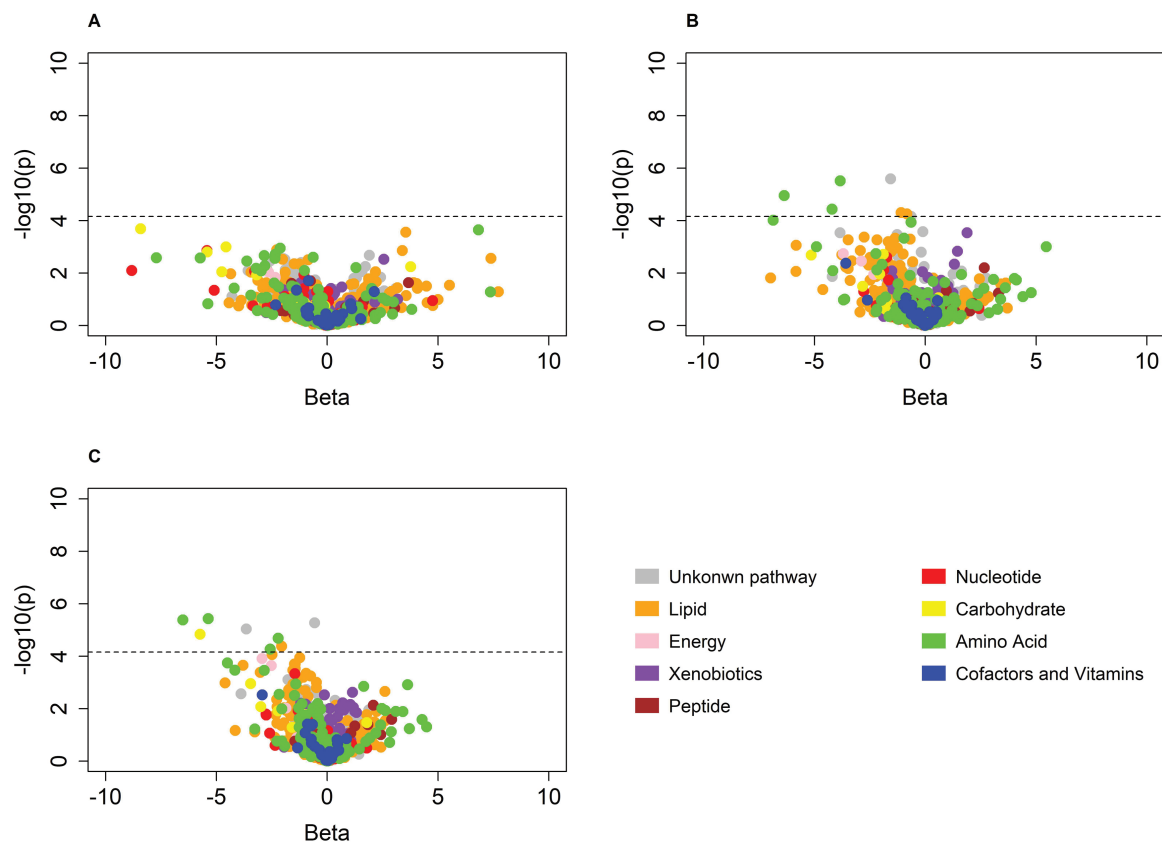 A
10
8
6
4
2
0
-log10(p)
-10 -5 0 5 10
Beta
B
10
8
6
4
2
0
-log10(p)
-10 -5 0 5 10
Beta
C
10
8
6
4
2
0
-log10(p)
-10 -5 0 5 10
Beta
Unkonwn pathway
Lipid
Energy
Xenobiotics
Peptide
Nucleotide
Carbohydrate
Amino Acid
Cofactors and Vitamins